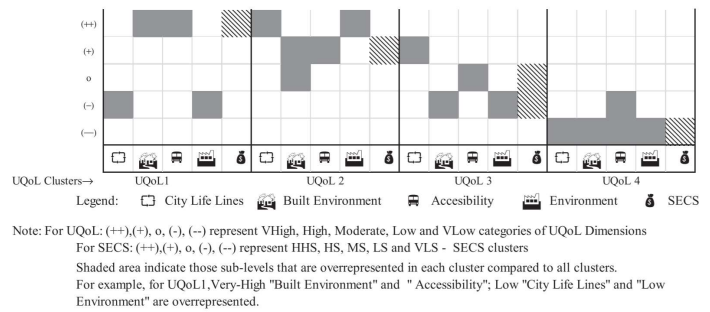 (++)
(+)
o
(–)
(—)
UQoL Clusters→ UQoL1 UQoL 2 UQoL 3 UQoL 4
Legend: City Life Lines Built Environment Accesibility Environment SECS
Note: For UQoL: (++),(+), o, (-), (--) represent VHigh, High, Moderate, Low and VLow categories of UQoL Dimensions
For SECS: (++),(+), o, (-), (--) represent HHS, HS, MS, LS and VLS - SECS clusters
Shaded area indicate those sub-levels that are overrepresented in each cluster compared to all clusters.
For example, for UQoL1,Very-High "Built Environment" and " Accessibility"; Low "City Life Lines" and "Low
Environment" are overrepresented.